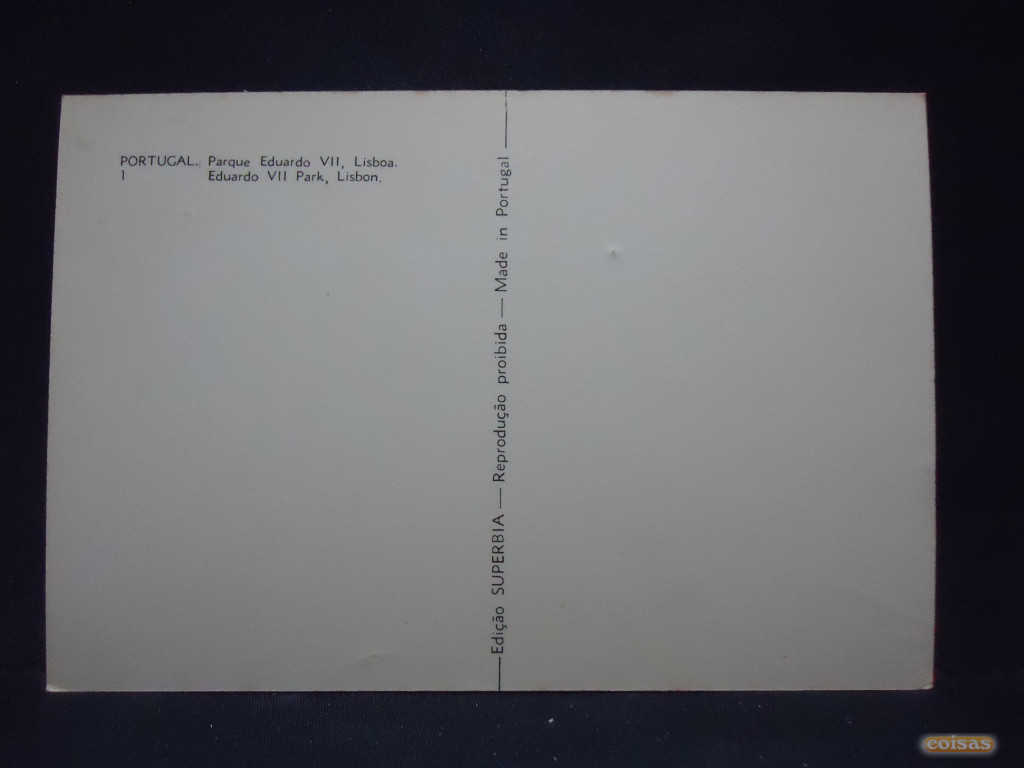 PORTUGAL. Parque Eduardo VII, Lisboa.
1 Eduardo VII Park, Lisbon.
Edição SUPERBIA — Reprodução proibida — Made in Portugal
coisas